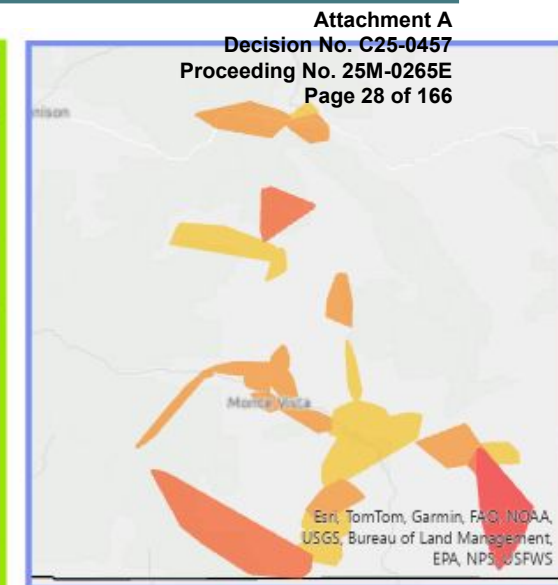 Attachment A
Decision No. C25-0457
Proceeding No. 25M-0265E
Page 28 of 166
nison
Monte Vista
Esri, TomTom, Garmin, FAO, NOAA,
USGS, Bureau of Land Management,
EPA, NPS, USFWS